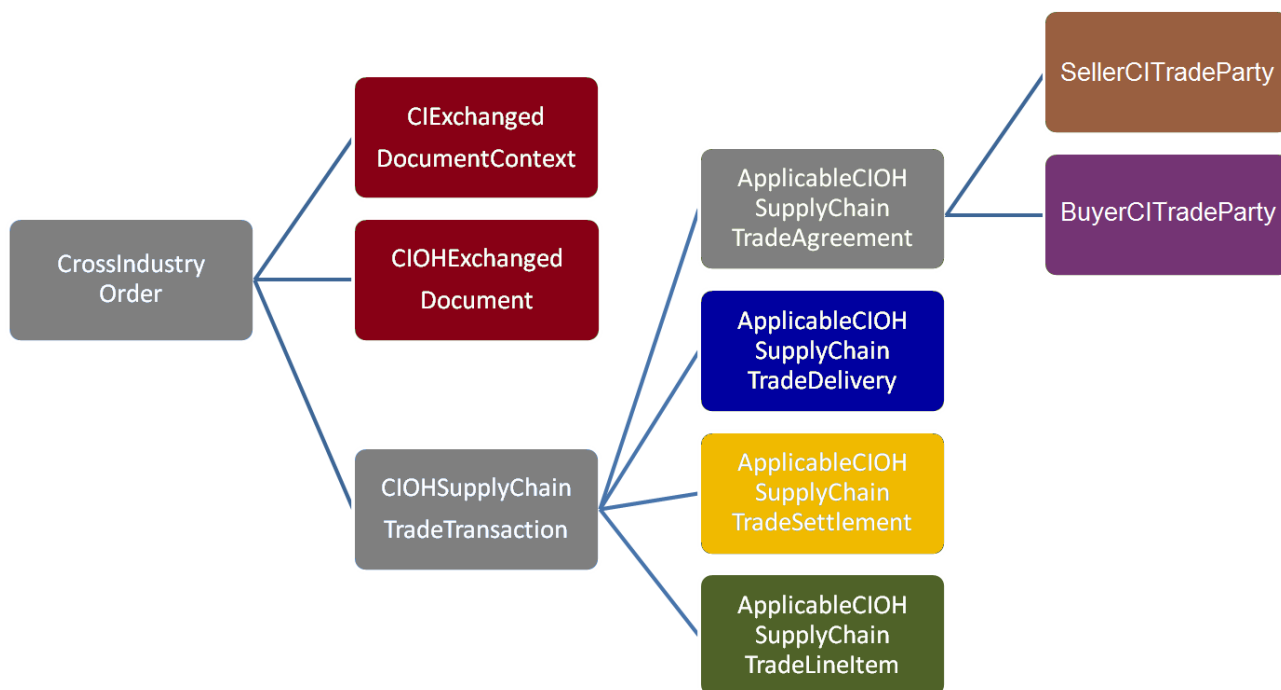 CrossIndustry
Order
CIExchanged
DocumentContext
CIOHExchanged
Document
CIOHSupplyChain
TradeTransaction
ApplicableCIOH
SupplyChain
TradeAgreement
ApplicableCIOH
SupplyChain
TradeDelivery
ApplicableCIOH
SupplyChain
TradeSettlement
ApplicableCIOH
SupplyChain
TradeLineItem
SellerCITradeParty
BuyerCITradeParty